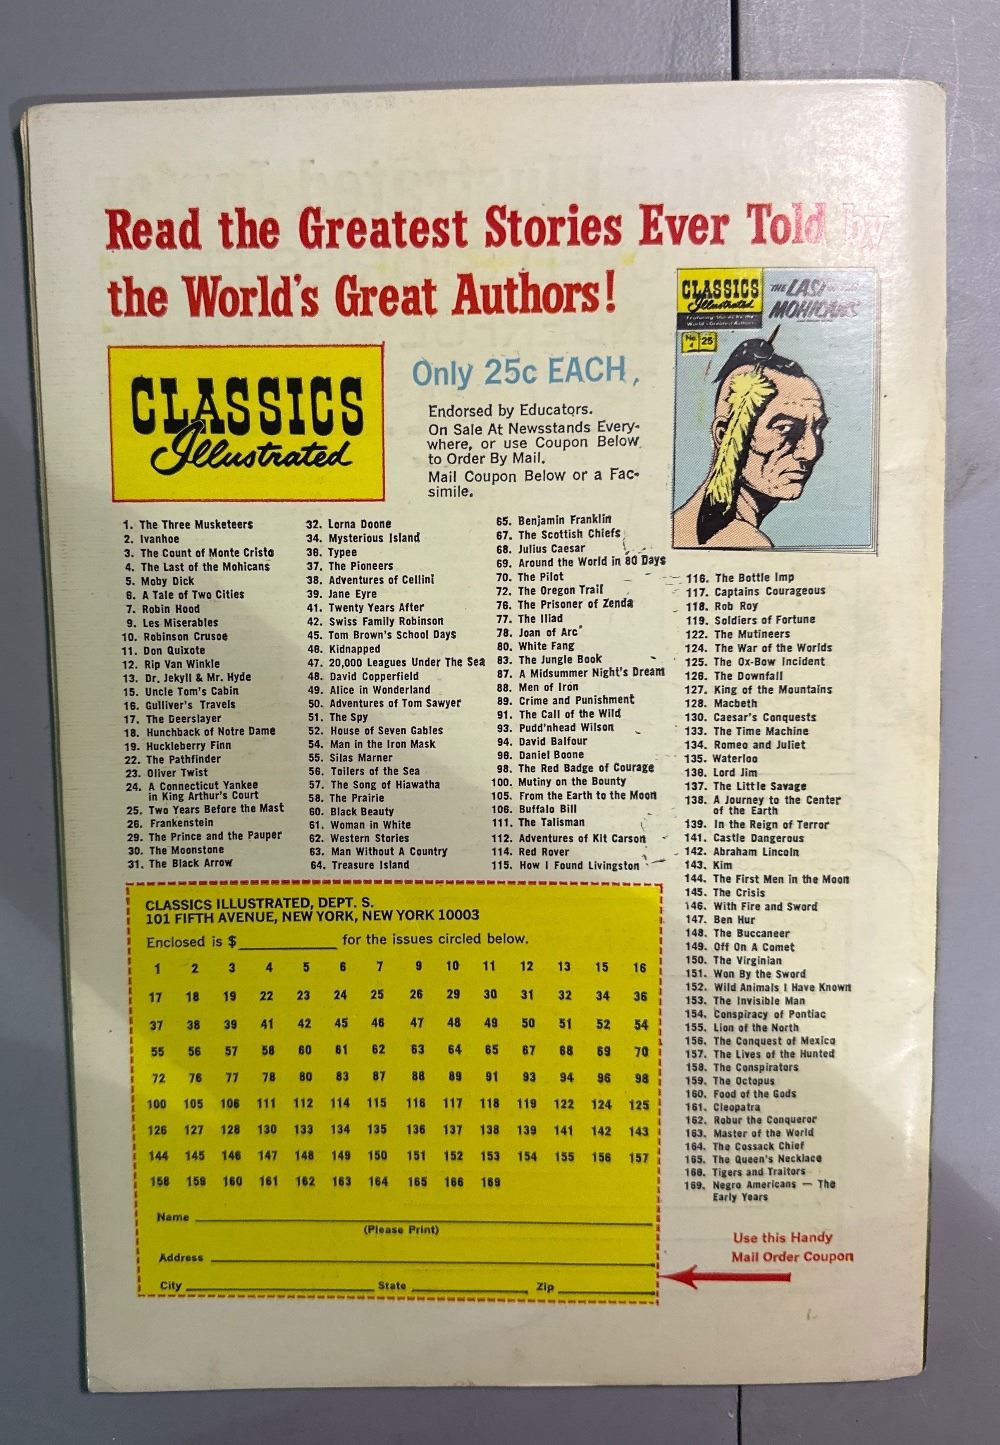 Read the Greatest Stories Ever Told by
the World's Great Authors!
CLASSICS
Illustrated
Only 25c EACH,
Endorsed by Educators.
On Sale At Newsstands Every-
where, or use Coupon Below
to Order By Mail.
Mail Coupon Below or a Fac-
simile.
CLASSICS
Illustrated
Featuring Stories by the
World's Greatest Authors
No. 4
25¢
THE LAST OF THE
MOHICANS
1. The Three Musketeers
2. Ivanhoe
3. The Count of Monte Cristo
4. The Last of the Mohicans
5. Moby Dick
6. A Tale of Two Cities
7. Robin Hood
9. Les Miserables
10. Robinson Crusoe
11. Don Quixote
12. Rip Van Winkle
13. Dr. Jekyll & Mr. Hyde
15. Uncle Tom's Cabin
16. Gulliver's Travels
17. The Deerslayer
18. Hunchback of Notre Dame
19. Huckleberry Finn
22. The Pathfinder
23. Oliver Twist
24. A Connecticut Yankee
in King Arthur's Court
25. Two Years Before the Mast
26. Frankenstein
29. The Prince and the Pauper
30. The Moonstone
31. The Black Arrow
32. Lorna Doone
34. Mysterious Island
36. Typee
37. The Pioneers
38. Adventures of Cellini
39. Jane Eyre
41. Twenty Years After
42. Swiss Family Robinson
45. Tom Brown's School Days
46. Kidnapped
47. 20,000 Leagues Under The Sea
48. David Copperfield
49. Alice in Wonderland
50. Adventures of Tom Sawyer
51. The Spy
52. House of Seven Gables
54. Man in the Iron Mask
55. Silas Marner
56. Toilers of the Sea
57. The Song of Hiawatha
58. The Prairie
60. Black Beauty
61. Woman in White
62. Western Stories
63. Man Without A Country
64. Treasure Island
65. Benjamin Franklin
67. The Scottish Chiefs
68. Julius Caesar
69. Around the World in 80 Days
70. The Pilot
72. The Oregon Trail
76. The Prisoner of Zenda
77. The Iliad
78. Joan of Arc
80. White Fang
83. The Jungle Book
87. A Midsummer Night's Dream
88. Men of Iron
89. Crime and Punishment
91. The Call of the Wild
93. Pudd'nhead Wilson
94. David Balfour
96. Daniel Boone
98. The Red Badge of Courage
100. Mutiny on the Bounty
105. From the Earth to the Moon
106. Buffalo Bill
111. The Talisman
112. Adventures of Kit Carson
114. Red Rover
115. How I Found Livingston
116. The Bottle Imp
117. Captains Courageous
118. Rob Roy
119. Soldiers of Fortune
122. The Mutineers
124. The War of the Worlds
125. The Ox-Bow Incident
126. The Downfall
127. King of the Mountains
128. Macbeth
130. Caesar's Conquests
133. The Time Machine
134. Romeo and Juliet
135. Waterloo
136. Lord Jim
137. The Little Savage
138. A Journey to the Center
of the Earth
139. In the Reign of Terror
141. Castle Dangerous
142. Abraham Lincoln
143. Kim
144. The First Men in the Moon
145. The Crisis
146. With Fire and Sword
147. Ben Hur
148. The Buccaneer
149. Off On A Comet
150. The Virginian
151. Won By the Sword
152. Wild Animals I Have Known
153. The Invisible Man
154. Conspiracy of Pontiac
155. Lion of the North
156. The Conquest of Mexico
157. The Lives of the Hunted
158. The Conspirators
159. The Octopus
160. Food of the Gods
161. Cleopatra
162. Robur the Conqueror
163. Master of the World
164. The Cossack Chief
165. The Queen's Necklace
166. Tigers and Traitors
169. Negro Americans — The
Early Years
CLASSICS ILLUSTRATED, DEPT. S.
101 FIFTH AVENUE, NEW YORK, NEW YORK 10003
Enclosed is $ for the issues circled below.
1 2 3 4 5 6 7 9 10 11 12 13 15 16
17 18 19 22 23 24 25 26 29 30 31 32 34 36
37 38 39 41 42 45 46 47 48 49 50 51 52 54
55 56 57 58 60 61 62 63 64 65 67 68 69 70
72 76 77 78 80 83 87 88 89 91 93 94 96 98
100 105 106 111 112 114 115 116 117 118 119 122 124 125
126 127 128 130 133 134 135 136 137 138 139 141 142 143
144 145 146 147 148 149 150 151 152 153 154 155 156 157
158 159 160 161 162 163 164 165 166 169
Name
(Please Print)
Address
City State Zip
Use this Handy
Mail Order Coupon